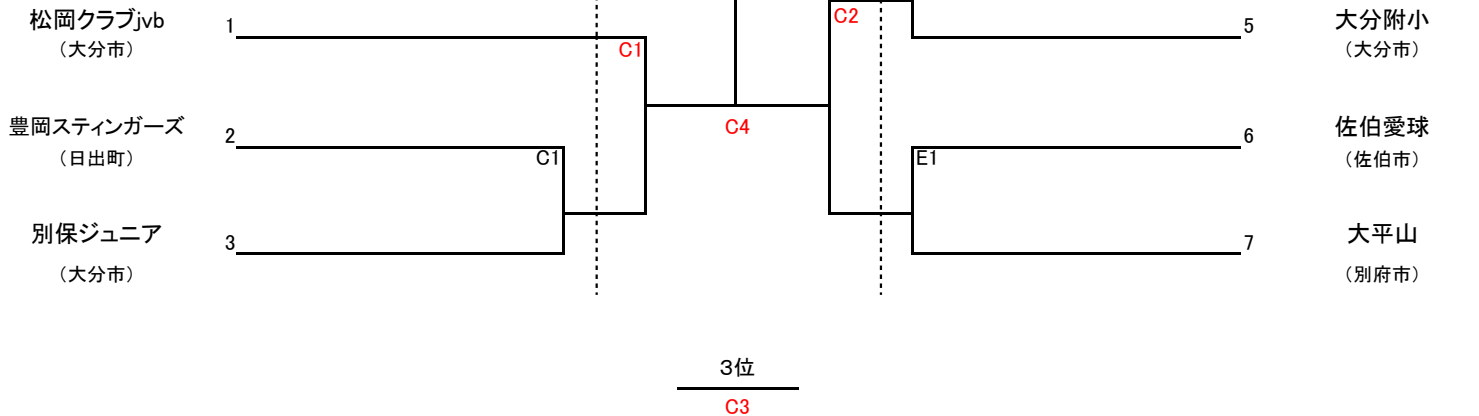 松岡クラブjvb
（大分市）
1
C1
C2
5
大分附小
（大分市）
豊岡スティンガーズ
（日出町）
2
C1
C4
E1
6
佐伯愛球
（佐伯市）
別保ジュニア
（大分市）
3
7
大平山
（別府市）
３位
C3